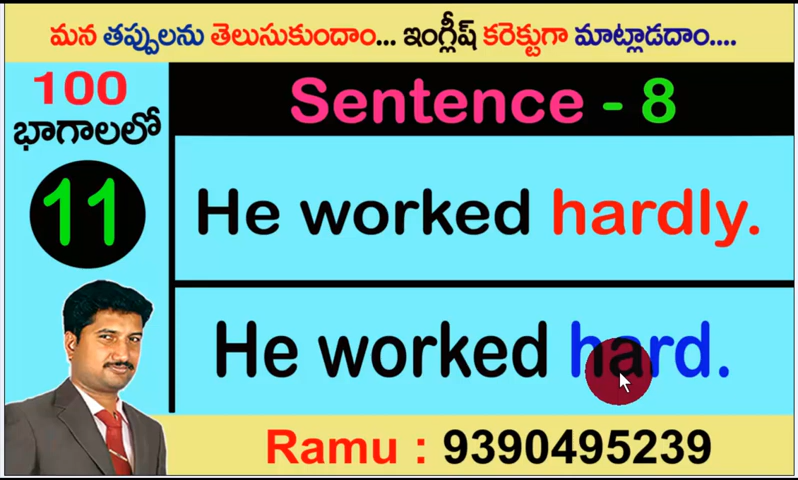 మన తప్పులను తెలుసుకుందాం... ఇంగ్లీష్ కరెక్టుగా మాట్లాడదాం....
100
భాగాలలో
11
Sentence - 8
He worked hardly.
He worked hard.
Ramu : 9390495239